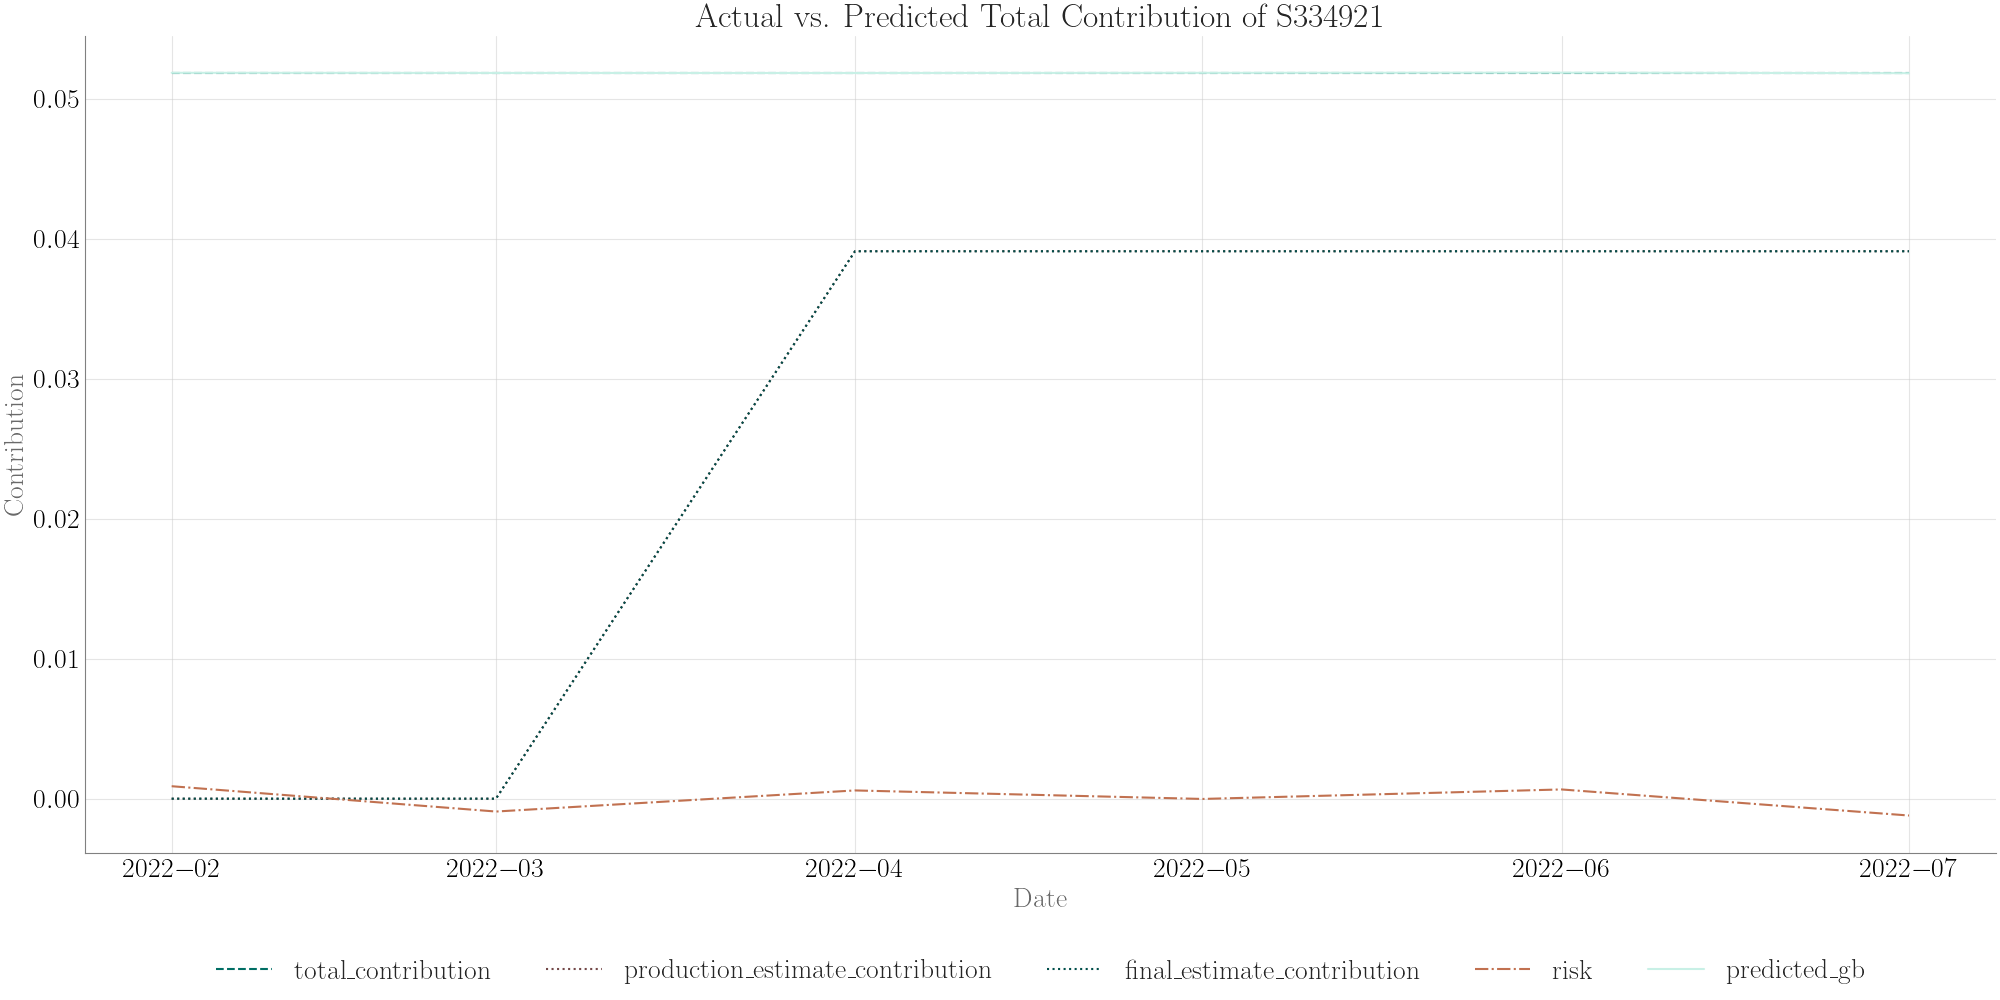 Actual vs. Predicted Total Contribution of S334921
0.05
0.04
0.03
0.02
0.01
0.00
Contribution
2022−02 2022−03 2022−04 2022−05 2022−06 2022−07
Date
total_contribution production_estimate_contribution final_estimate_contribution risk predicted_gb